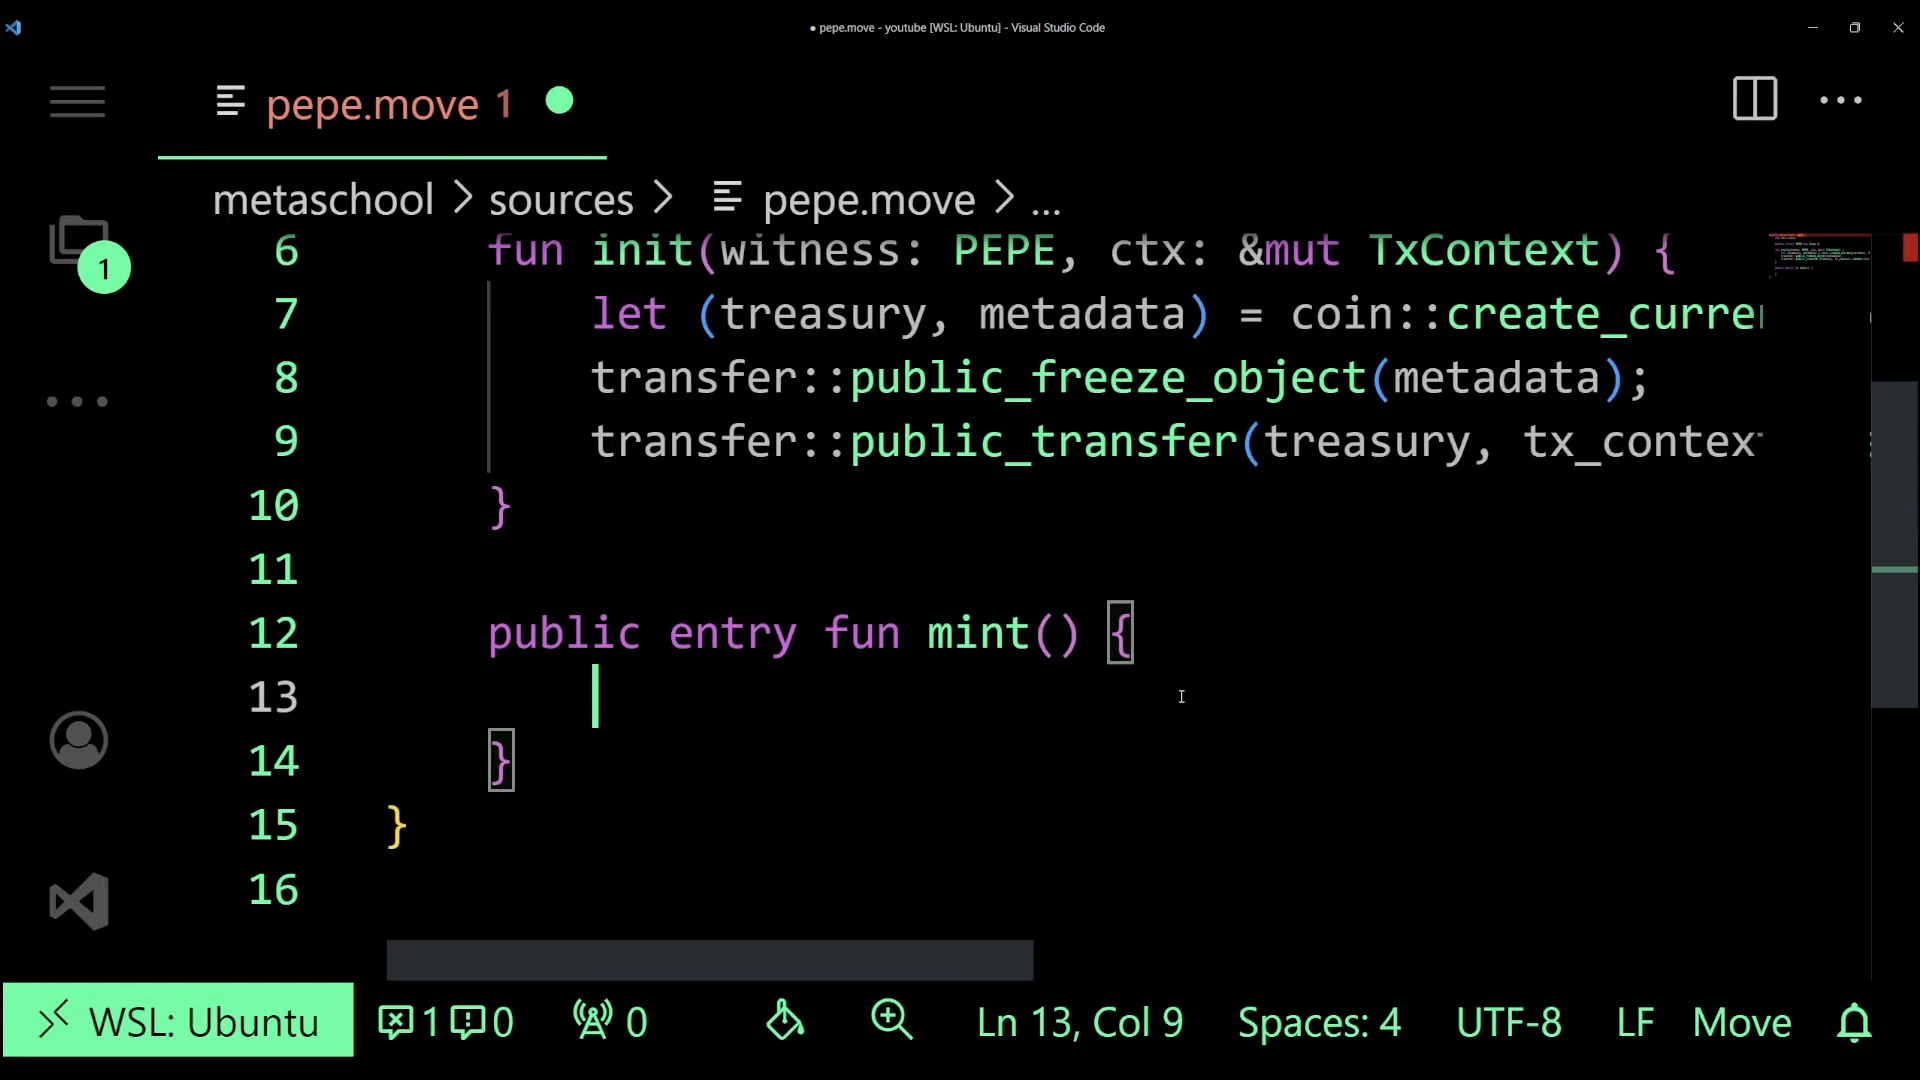 ● pepe.move - youtube [WSL: Ubuntu] - Visual Studio Code
pepe.move 1
metaschool > sources > pepe.move > ...
1
6 fun init(witness: PEPE, ctx: &mut TxContext) {
7 let (treasury, metadata) = coin::create_curre
8 transfer::public_freeze_object(metadata);
9 transfer::public_transfer(treasury, tx_contex
10 }
11
12 public entry fun mint() {
13
14 }
15 }
16
WSL: Ubuntu 1 0 0 Ln 13, Col 9 Spaces: 4 UTF-8 LF Move